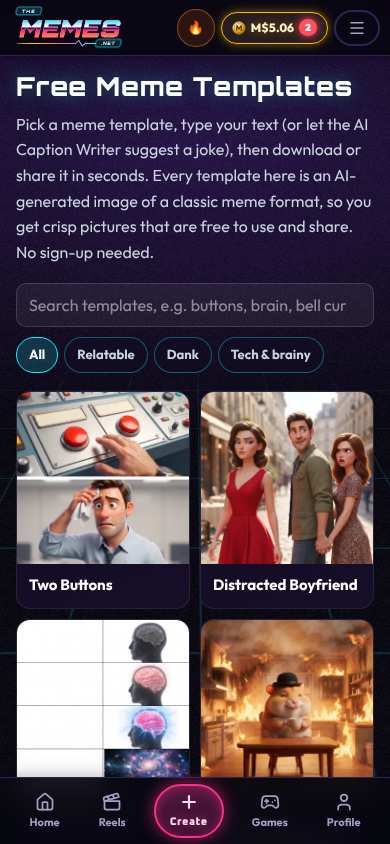 THE
MEMES
.NET
M$5.06
2
Free Meme Templates
Pick a meme template, type your text (or let the AI
Caption Writer suggest a joke), then download or
share it in seconds. Every template here is an AI-
generated image of a classic meme format, so you
get crisp pictures that are free to use and share.
No sign-up needed.
Search templates, e.g. buttons, brain, bell cur
All
Relatable
Dank
Tech & brainy
Two Buttons
Distracted Boyfriend
Home
Reels
Create
Games
Profile